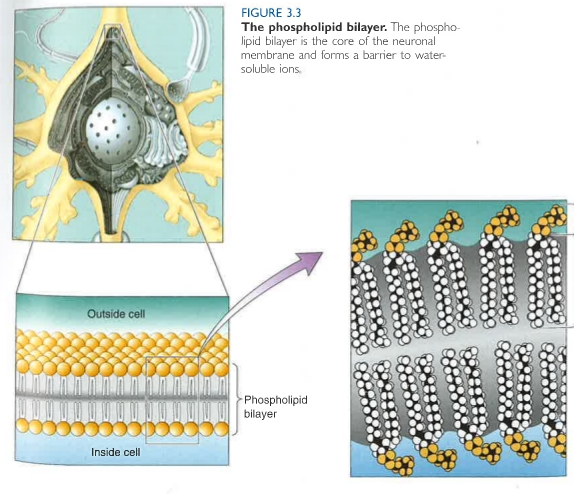 FIGURE 3.3
The phospholipid bilayer. The phospho-
lipid bilayer is the core of the neuronal
membrane and forms a barrier to water-
soluble ions.
Outside cell
Phospholipid
bilayer
Inside cell